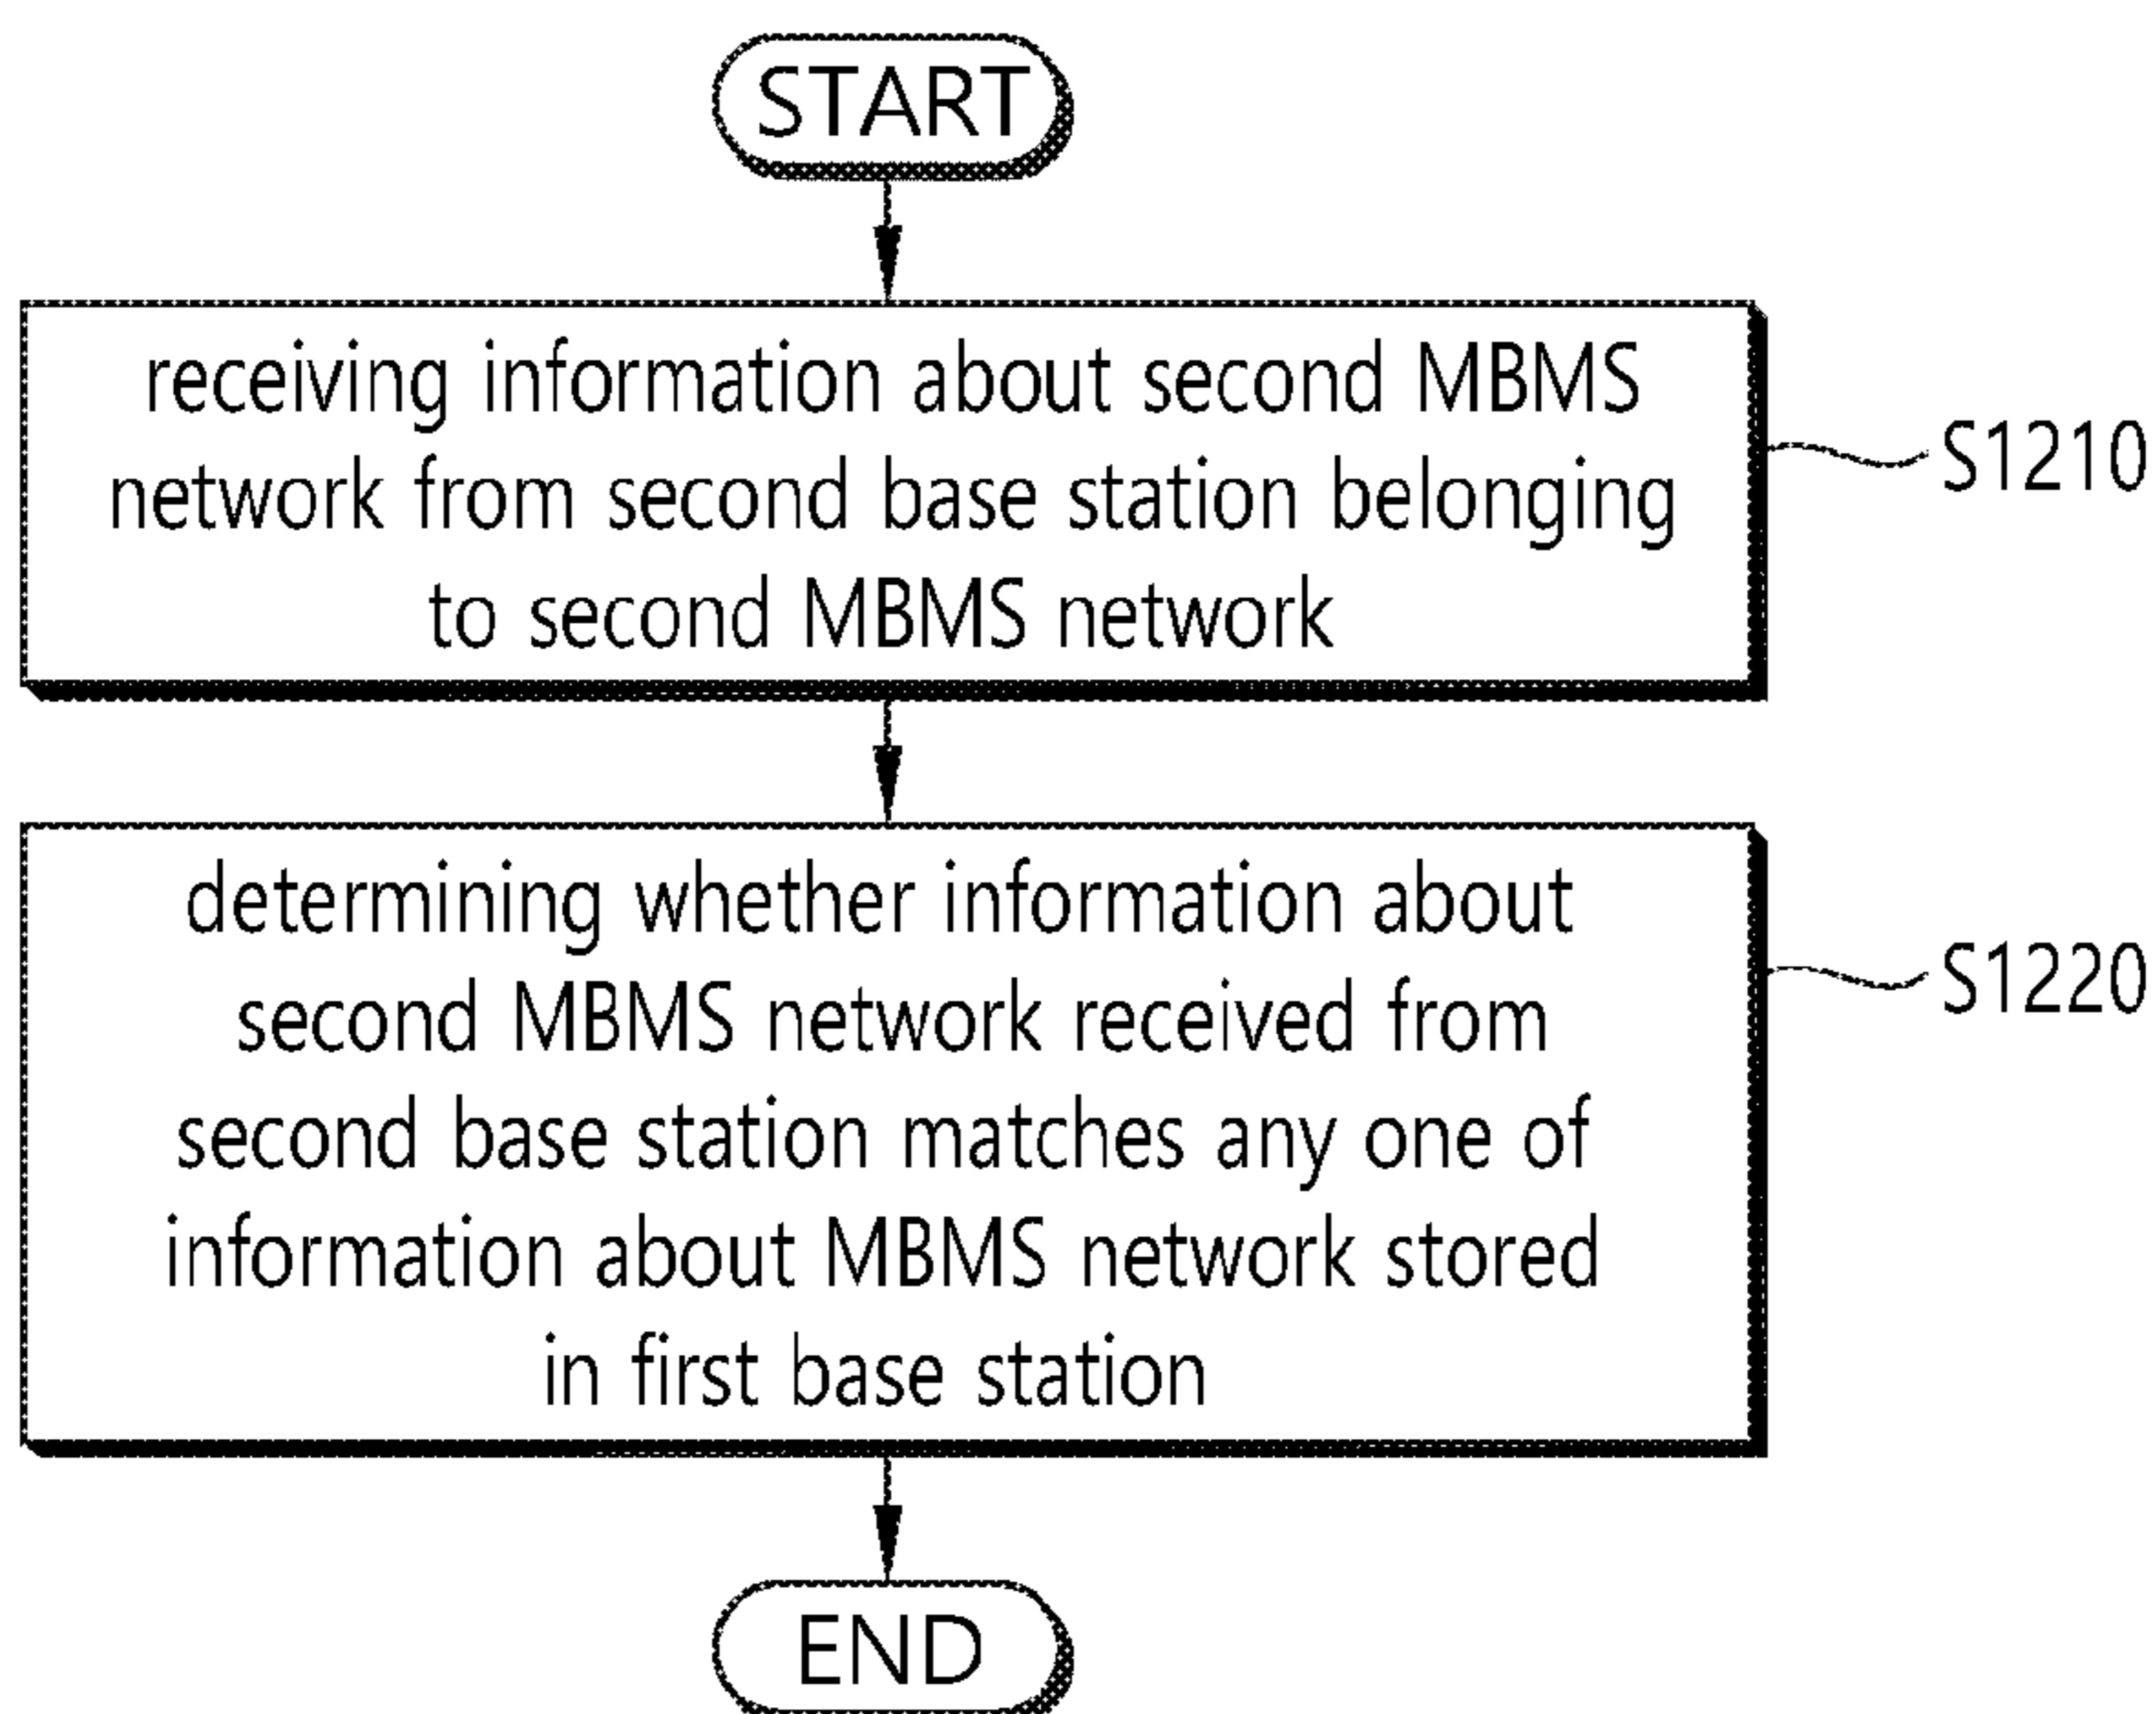 START
receiving information about second MBMS
network from second base station belonging
to second MBMS network
S1210
determining whether information about
second MBMS network received from
second base station matches any one of
information about MBMS network stored
in first base station
S1220
END